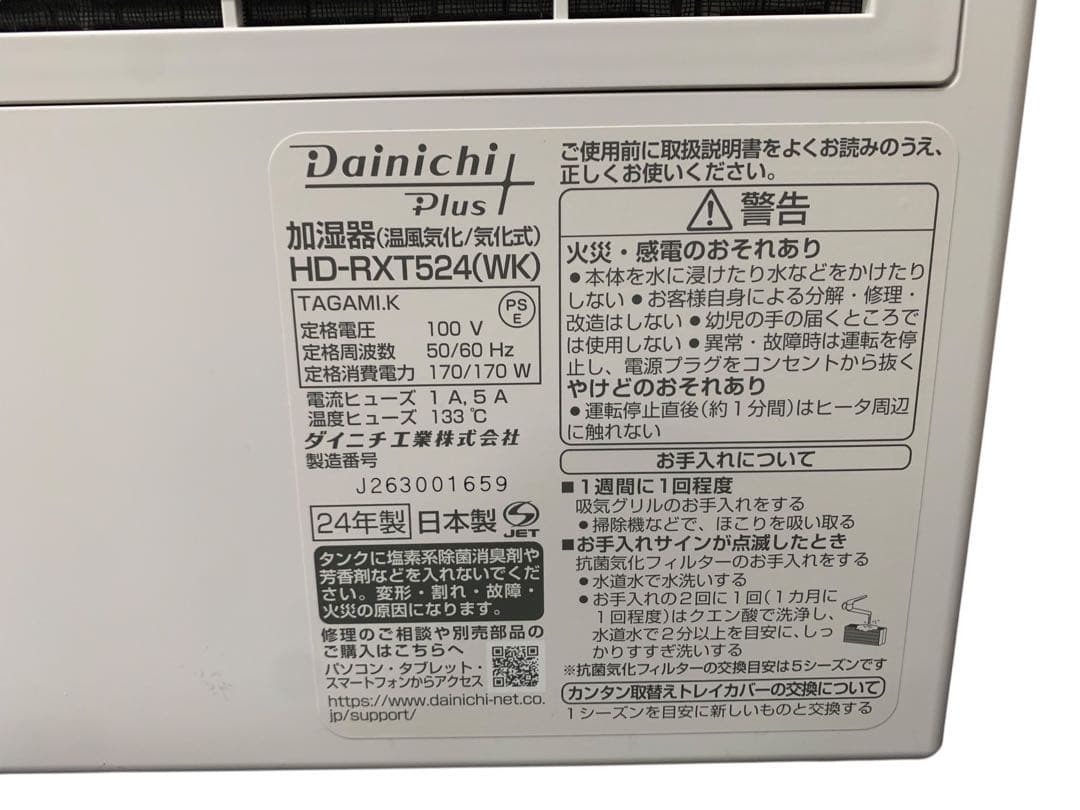 Dainichi
Plus
加湿器(温風気化/気化式)
HD-RXT524(WK)
TAGAMI.K
PS
E
定格電圧 100 V
定格周波数 50/60 Hz
定格消費電力 170/170 W
電流ヒューズ 1 A, 5 A
温度ヒューズ 133 ℃
ダイニチ工業株式会社
製造番号
J263001659
24年製 日本製
JET
タンクに塩素系除菌消臭剤や
芳香剤などを入れないでくだ
さい。変形・割れ・故障・
火災の原因になります。
修理のご相談や別売部品の
ご購入はこちらへ
パソコン・タブレット・
スマートフォンからアクセス
https://www.dainichi-net.co.
jp/support/
ご使用前に取扱説明書をよくお読みのうえ、
正しくお使いください。
警告
火災・感電のおそれあり
●本体を水に浸けたり水などをかけたり
しない ●お客様自身による分解・修理・
改造はしない ●幼児の手の届くところで
は使用しない ●異常・故障時は運転を停
止し、電源プラグをコンセントから抜く
やけどのおそれあり
●運転停止直後(約1分間)はヒータ周辺
に触れない
お手入れについて
■1週間に1回程度
吸気グリルのお手入れをする
●掃除機などで、ほこりを吸い取る
■お手入れサインが点滅したとき
抗菌気化フィルターのお手入れをする
●水道水で水洗いする
●お手入れの2回に1回(1カ月に
1回程度)はクエン酸で洗浄し、
水道水で2分以上を目安に、しっ
かりすすぎ洗いする
※抗菌気化フィルターの交換目安は5シーズンです
カンタン取替えトレイカバーの交換について
1シーズンを目安に新しいものと交換する